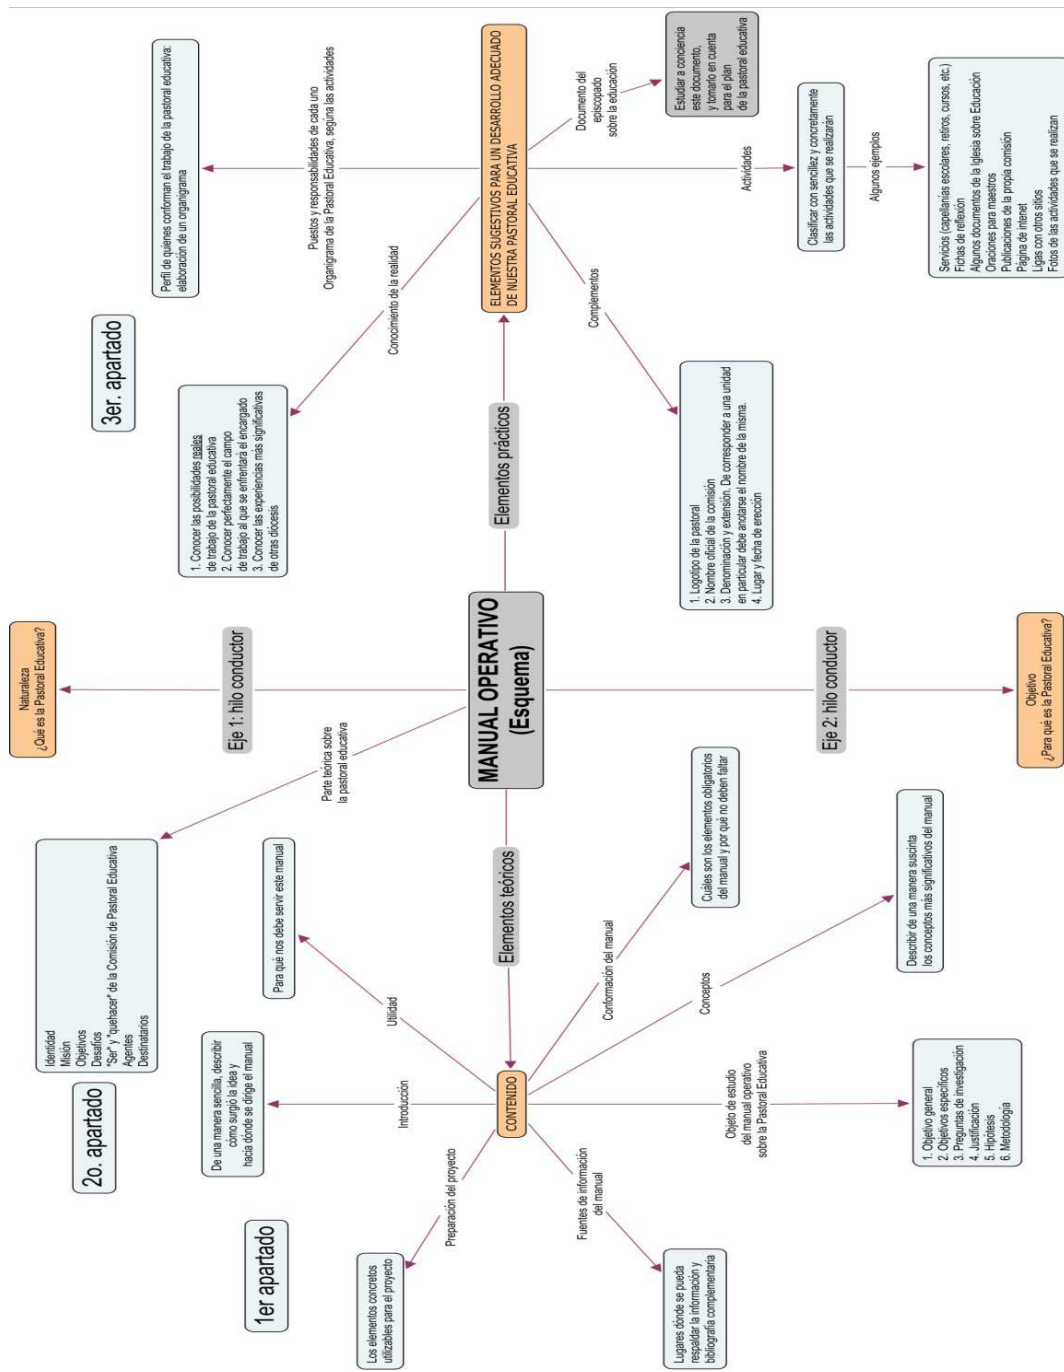 Naturaleza
¿Qué es la Pastoral Educativa?
Eje 1: hilo conductor
MANUAL OPERATIVO
(Esquema)
Eje 2: hilo conductor
Objetivo
¿Para qué es la Pastoral Educativa?
1er apartado
Elementos teóricos
CONTENIDO
Preparación del proyecto
Los elementos concretos
utilizables para el proyecto
Introducción
De una manera sencilla, describir
cómo surgió la idea y
hacia dónde se dirige el manual
Utilidad
Para qué nos debe servir este manual
Fuentes de información
del manual
Lugares dónde se pueda
respaldar la información y
bibliografía complementaria
Objeto de estudio
del manual operativo
sobre la Pastoral Educativa
1. Objetivo general
2. Objetivos específicos
3. Preguntas de investigación
4. Justificación
5. Hipótesis
6. Metodología
Conceptos
Describir de una manera suscinta
los conceptos más significativos del manual
Conformación del manual
Cuáles son los elementos obligatorios
del manual y por qué no deben faltar
2o. apartado
Parte teórica sobre
la pastoral educativa
Identidad
Misión
Objetivos
Desafíos
"Ser" y "quehacer" de la Comisión de Pastoral Educativa
Agentes
Destinatarios
3er. apartado
Elementos prácticos
ELEMENTOS SUGESTIVOS PARA UN DESARROLLO ADECUADO
DE NUESTRA PASTORAL EDUCATIVA
Conocimiento de la realidad
1. Conocer las posibilidades reales
de trabajo de la pastoral educativa
2. Conocer perfectamente el campo
de trabajo al que se enfrentará el encargado
3. Conocer las experiencias más significativas
de otras diócesis
Puestos y responsabilidades de cada uno
Organigrama de la Pastoral Educativa, segúna las actividades
Perfil de quienes conforman el trabajo de la pastoral educativa:
elaboración de un organigrama
Documento del
episcopado
sobre la educación
Estudiar a conciencia
este documento,
y tomarlo en cuenta
para el plan
de la pastoral educativa
Complementos
1. Logotipo de la pastoral
2. Nombre oficial de la comisión
3. Denominación y extensión. De corresponder a una unidad
en particular debe anotarse el nombre de la misma.
4. Lugar y fecha de erección
Actividades
Clasificar con sencillez y concretamente
las actividades que se realizarán
Algunos ejemplos
Servicios (capellanías escolares, retiros, cursos, etc.)
Fichas de reflexión
Algunos documentos de la Iglesia sobre Educación
Oraciones para maestros
Publicaciones de la propia comisión
Página de intenet
Ligas con otros sitios
Fotos de las actividades que se realizan